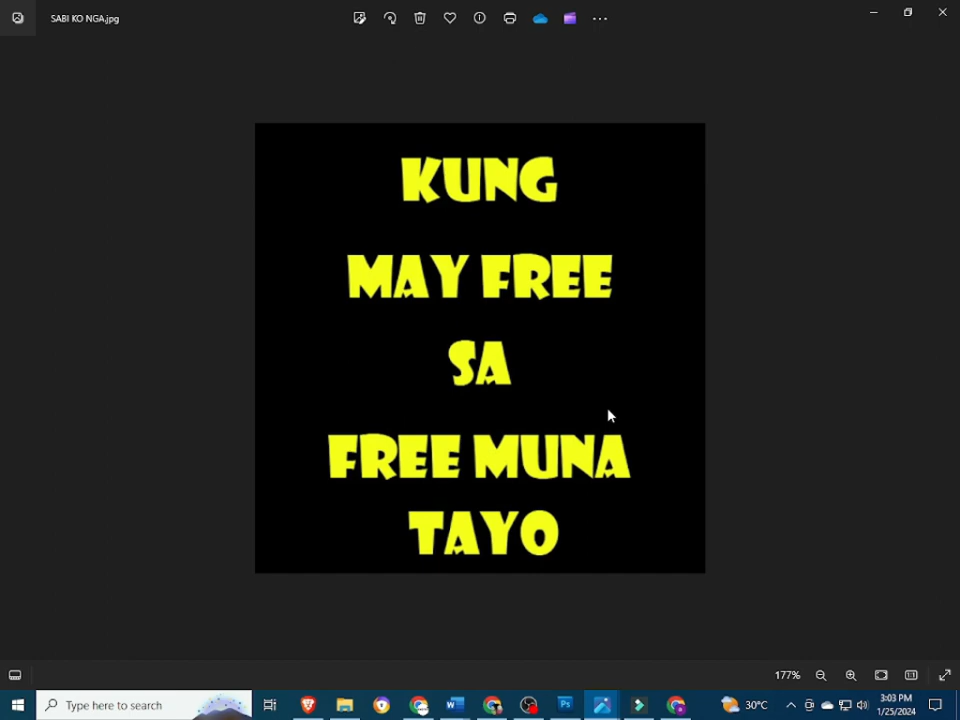 SABI KO NGA.jpg
KUNG
MAY FREE
SA
FREE MUNA
TAYO
177%
Type here to search
30°C
3:03 PM
1/25/2024